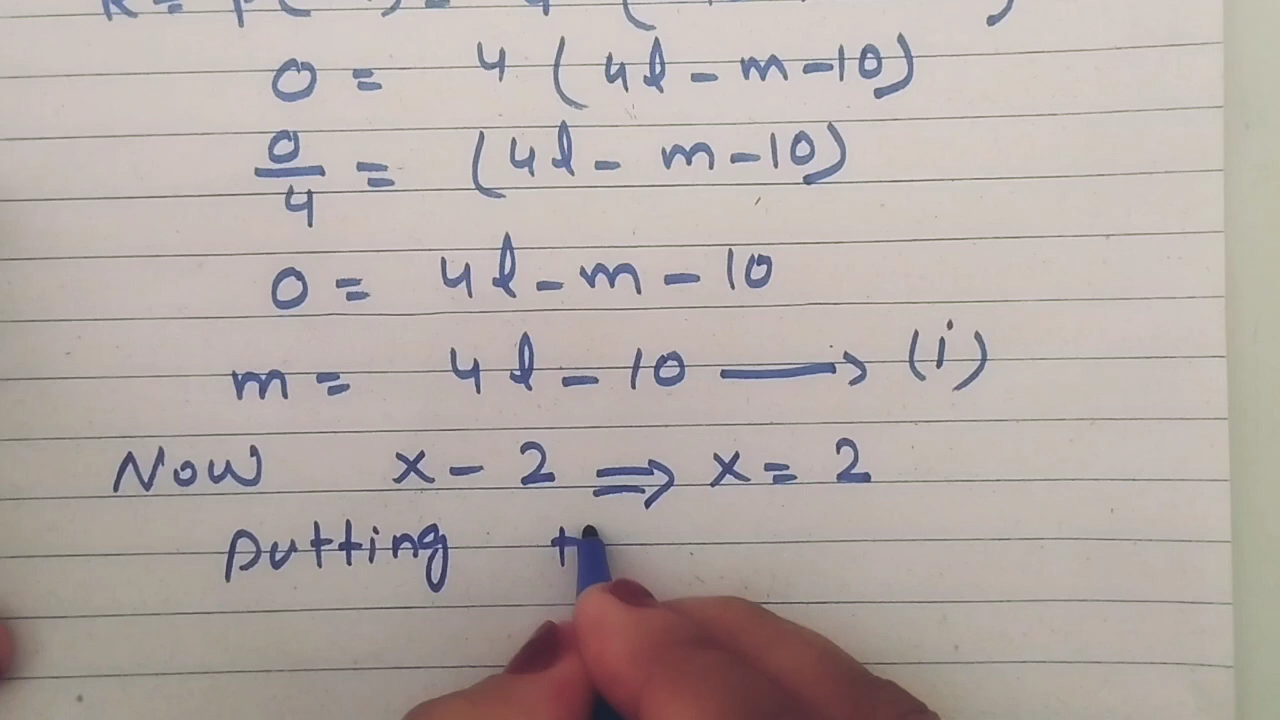 0 = 4 ( 4l - m - 10)
0/4 = (4l - m - 10)
0 = 4l - m - 10
m = 4l - 10 → (i)
Now x - 2 ⇒ x = 2
putting